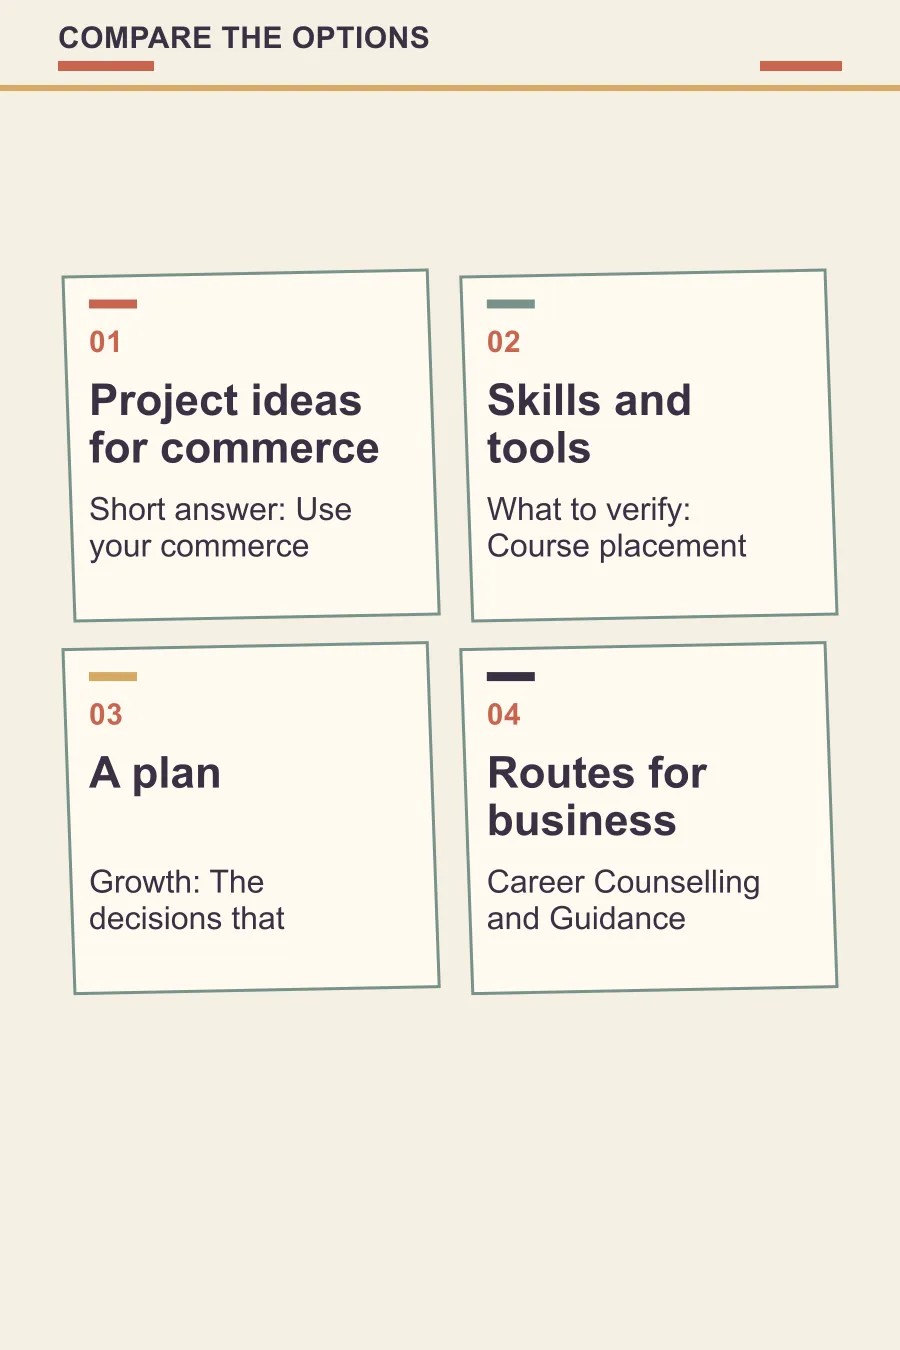 COMPARE THE OPTIONS
01
Project ideas
for commerce
Short answer: Use
your commerce
02
Skills and
tools
What to verify:
Course placement
03
A plan
Growth: The
decisions that
04
Routes for
business
Career Counselling
and Guidance